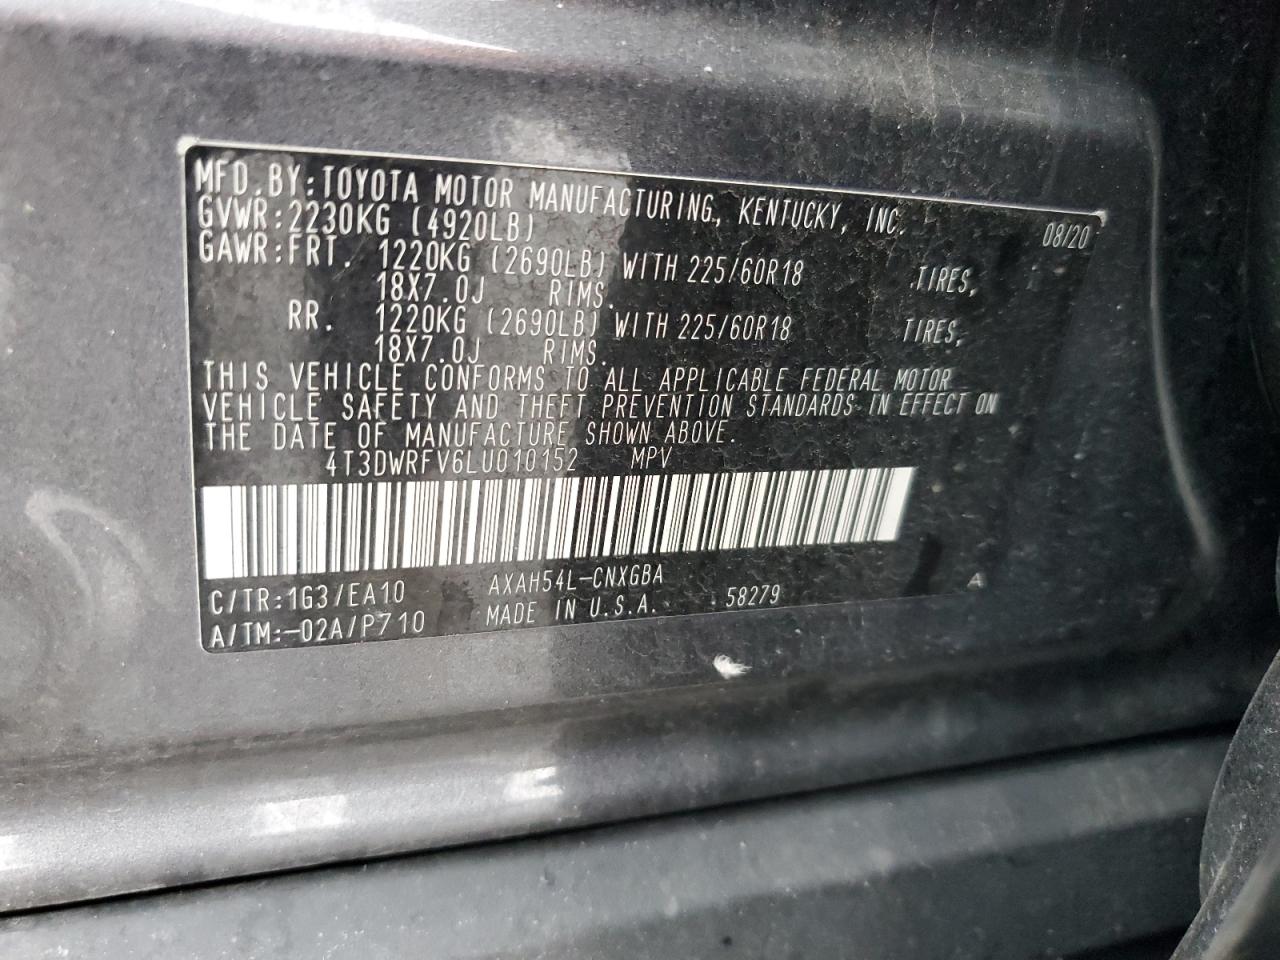 MFD.BY:TOYOTA MOTOR MANUFACTURING, KENTUCKY, INC.
GVWR:2230KG (4920LB) 08/20
GAWR:FRT. 1220KG (2690LB) WITH 225/60R18 TIRES,
18X7.0J RIMS.
RR. 1220KG (2690LB) WITH 225/60R18 TIRES,
18X7.0J RIMS.
THIS VEHICLE CONFORMS TO ALL APPLICABLE FEDERAL MOTOR
VEHICLE SAFETY AND THEFT PREVENTION STANDARDS IN EFFECT ON
THE DATE OF MANUFACTURE SHOWN ABOVE.
4T3DWRFV6LU010152 MPV
C/TR:1G3/EA10 AXAH54L-CNXGBA
A/TM:-02A/P710 MADE IN U.S.A. 58279 A